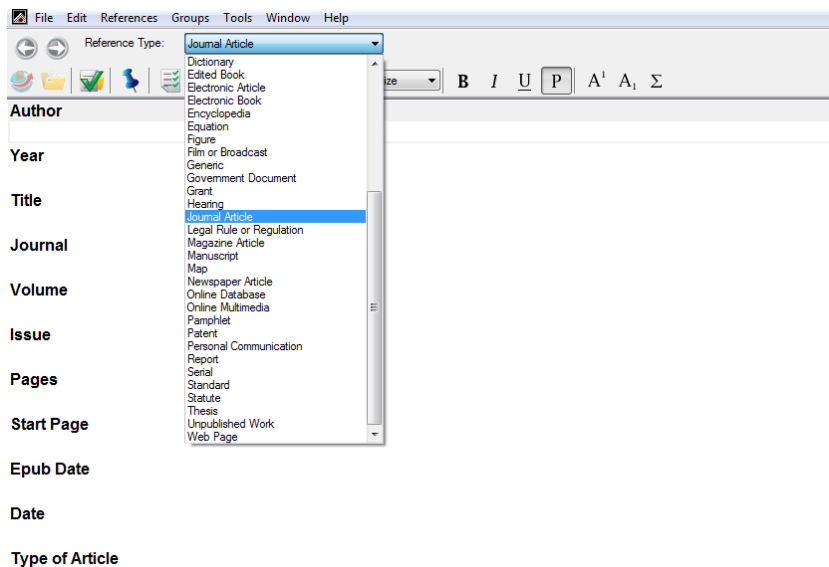 File Edit References Groups Tools Window Help
Reference Type: Journal Article
ize B I U P A¹ A₁ Σ
Dictionary
Edited Book
Electronic Article
Electronic Book
Encyclopedia
Equation
Figure
Film or Broadcast
Generic
Government Document
Grant
Hearing
Journal Article
Legal Rule or Regulation
Magazine Article
Manuscript
Map
Newspaper Article
Online Database
Online Multimedia
Pamphlet
Patent
Personal Communication
Report
Serial
Standard
Statute
Thesis
Unpublished Work
Web Page
Author
Year
Title
Journal
Volume
Issue
Pages
Start Page
Epub Date
Date
Type of Article